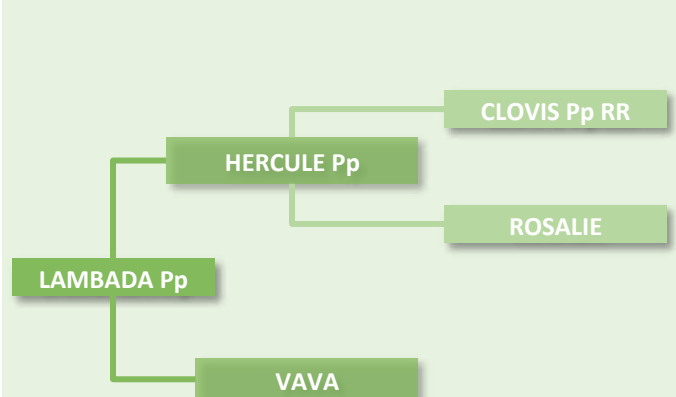 CLOVIS Pp RR
HERCULE Pp
ROSALIE
LAMBADA Pp
VAVA